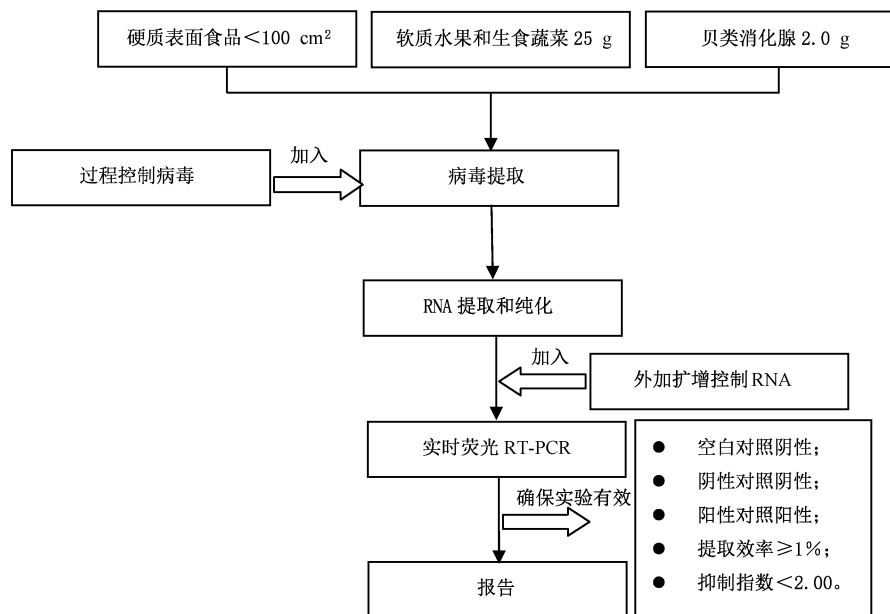 硬质表面食品<100 cm²
软质水果和生食蔬菜25 g
贝类消化腺2.0 g
过程控制病毒
加入
病毒提取
RNA 提取和纯化
加入
外加扩增控制RNA
实时荧光 RT-PCR
确保实验有效
● 空白对照阴性；
● 阴性对照阴性；
● 阳性对照阳性；
● 提取效率≥1%；
● 抑制指数<2.00。
报告